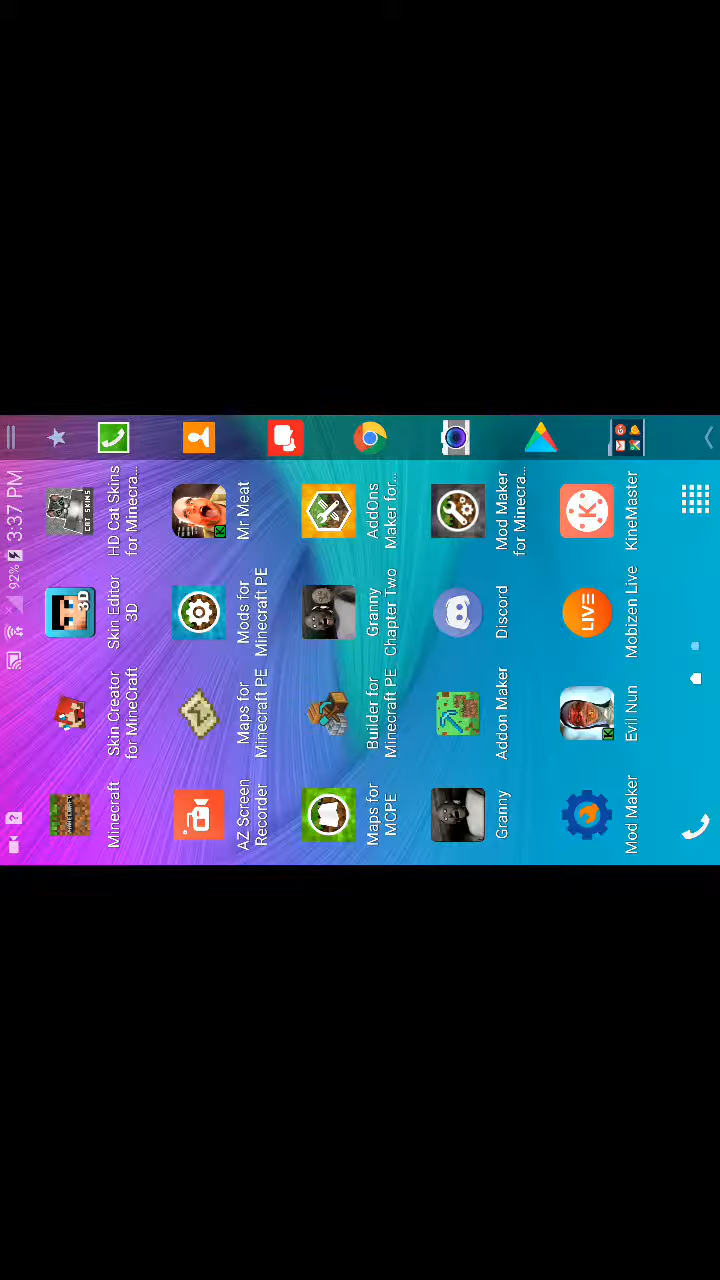 92% 3:37 PM
Minecraft
Skin Creator
for MineCraft
Skin Editor
3D
HD Cat Skins
for Minecra...
AZ Screen
Recorder
Maps for
Minecraft PE
Mods for
Minecraft PE
Mr Meat
Maps for
MCPE
Builder for
Minecraft PE
Granny
Chapter Two
AddOns
Maker for...
Granny
Addon Maker
Discord
Mod Maker
for Minecra...
Mod Maker
Evil Nun
Mobizen Live
KineMaster
MINECRAFT
3D
CAT SKINS
LIVE
K
K
K